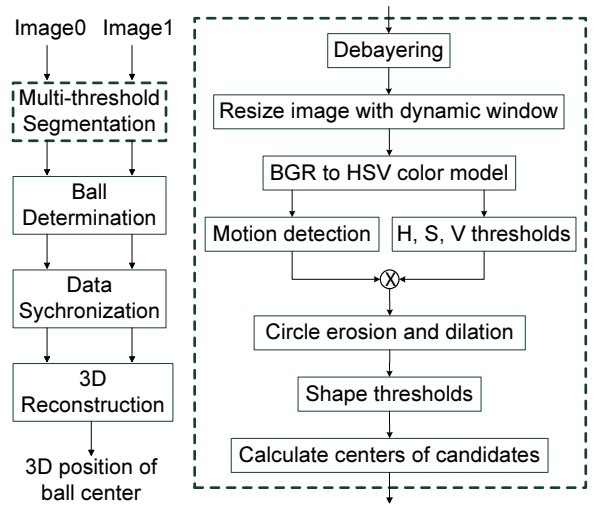 Image0 Image1
Multi-threshold
Segmentation
Ball
Determination
Data
Sychronization
3D
Reconstruction
3D position of
ball center
Debayering
Resize image with dynamic window
BGR to HSV color model
Motion detection
H, S, V thresholds
X
Circle erosion and dilation
Shape thresholds
Calculate centers of candidates